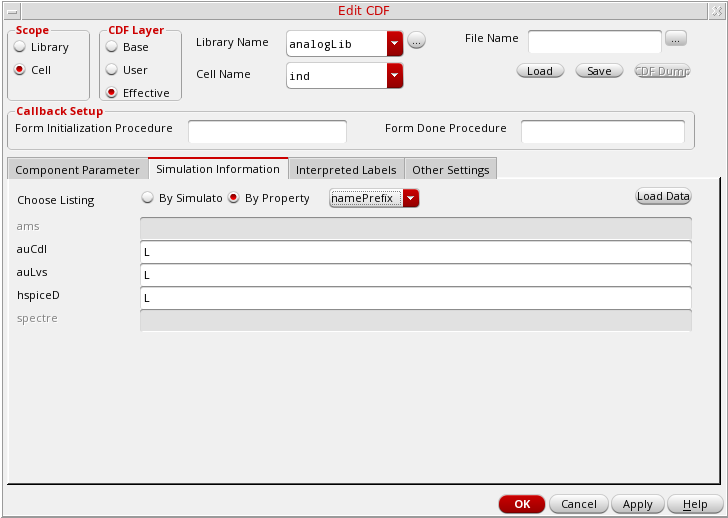 Edit CDF
Scope
Library
Cell
CDF Layer
Base
User
Effective
Library Name
analogLib
...
File Name
...
Cell Name
ind
Load
Save
CDF Dump
Callback Setup
Form Initialization Procedure
Form Done Procedure
Component Parameter
Simulation Information
Interpreted Labels
Other Settings
Choose Listing
By Simulato
By Property
namePrefix
Load Data
ams
auCdl
L
auLvs
L
hspiceD
L
spectre
OK
Cancel
Apply
Help